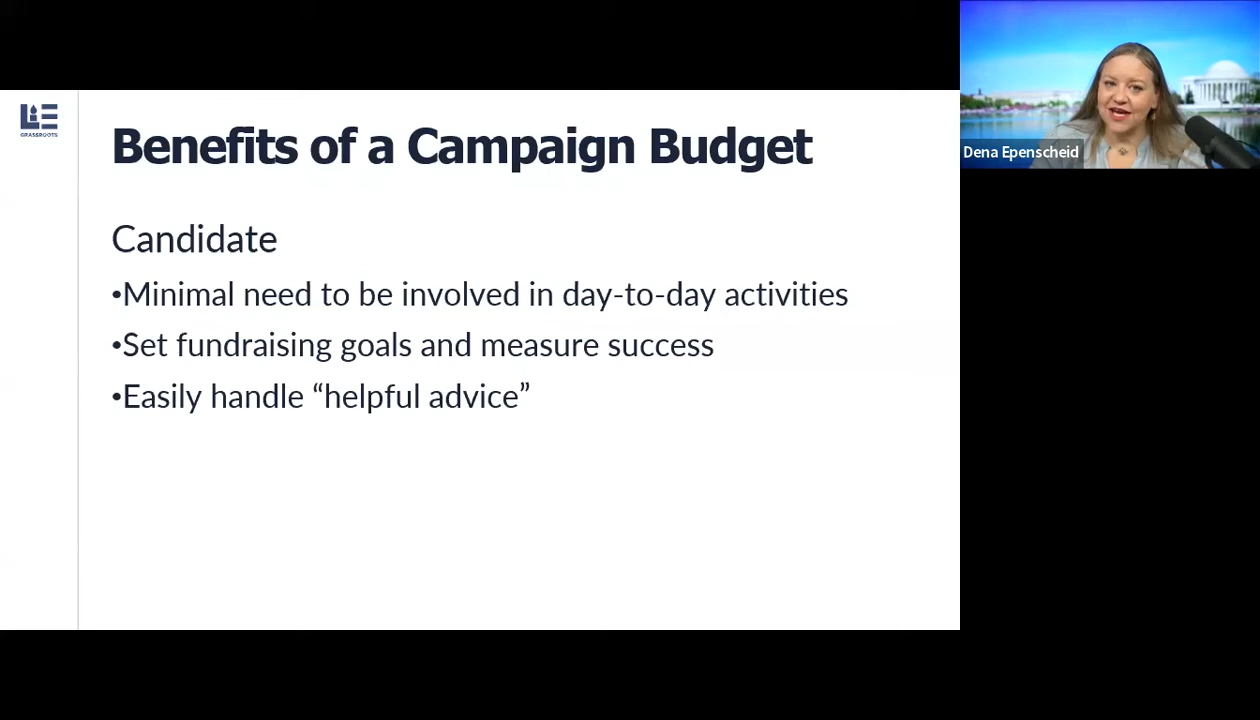 GRASSROOTS
Benefits of a Campaign Budget
Candidate
•Minimal need to be involved in day-to-day activities
•Set fundraising goals and measure success
•Easily handle “helpful advice”
Dena Epenscheid